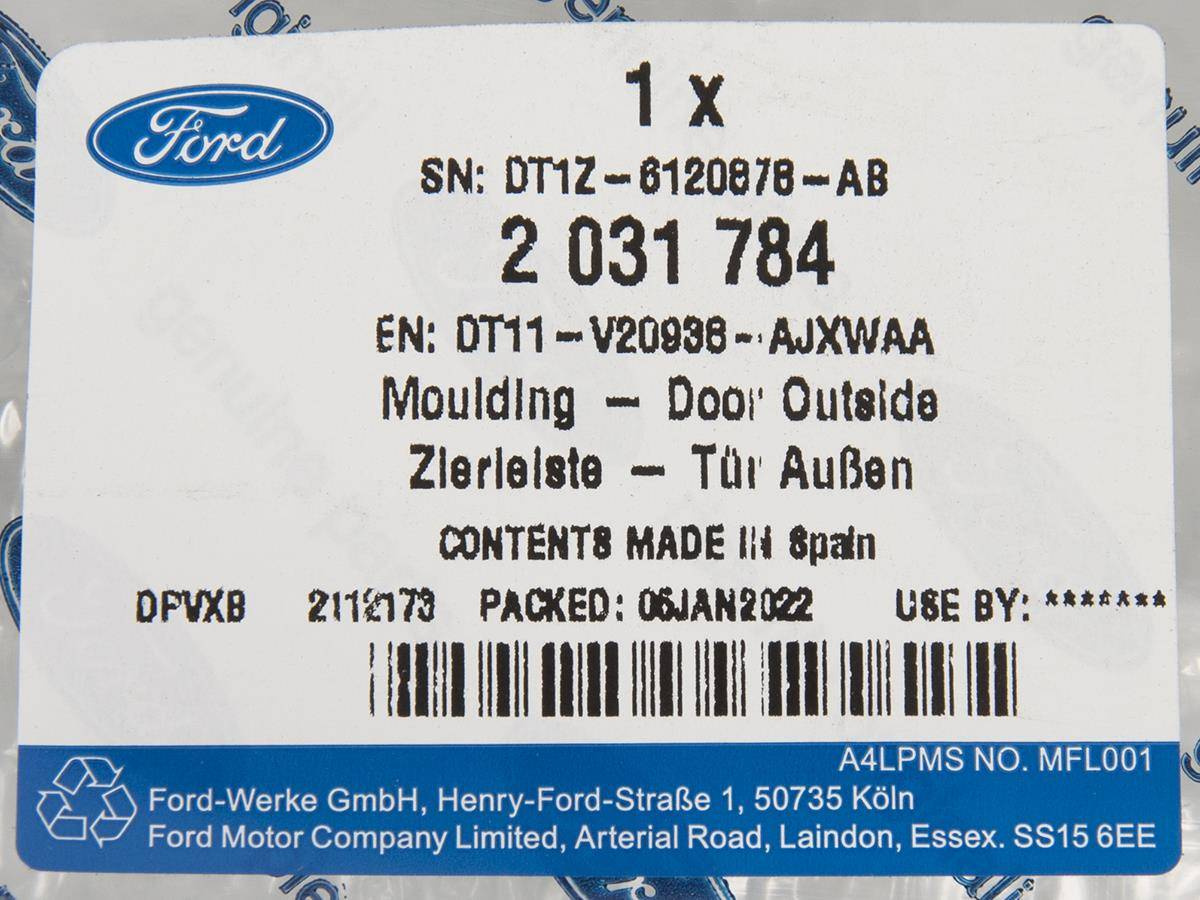 Ford
1 x
SN: DT1Z-6120878-AB
2 031 784
EN: DT11-V20936-AJXWAA
Moulding - Door Outside
Zierleiste - Tür Außen
CONTENTS MADE IN Spain
DPVXB 2112173 PACKED: 06JAN2022 USE BY: *******
A4LPMS NO. MFL001
Ford-Werke GmbH, Henry-Ford-Straße 1, 50735 Köln
Ford Motor Company Limited, Arterial Road, Laindon, Essex. SS15 6EE